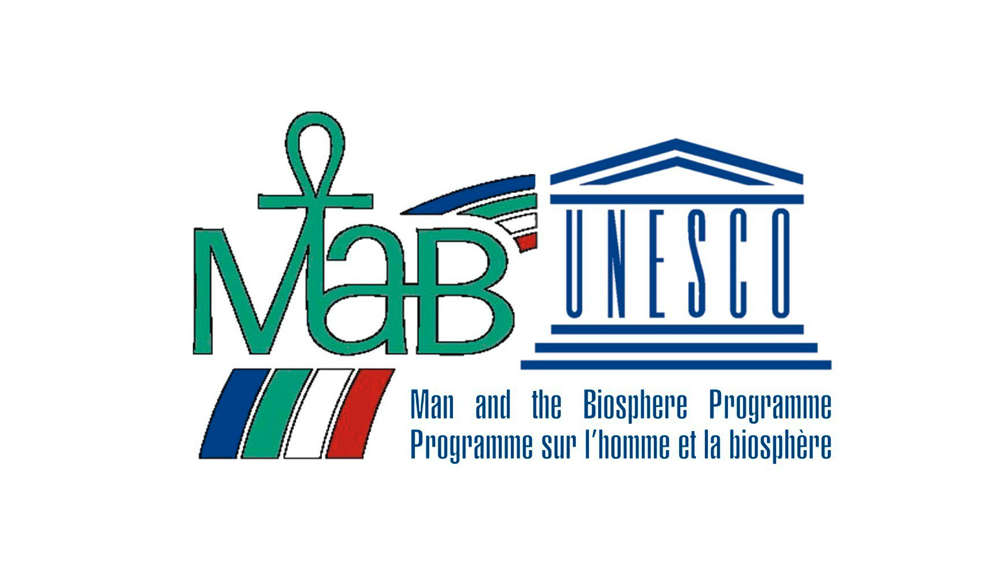 MaB
UNESCO
Man and the Biosphere Programme
Programme sur l'homme et la biosphère